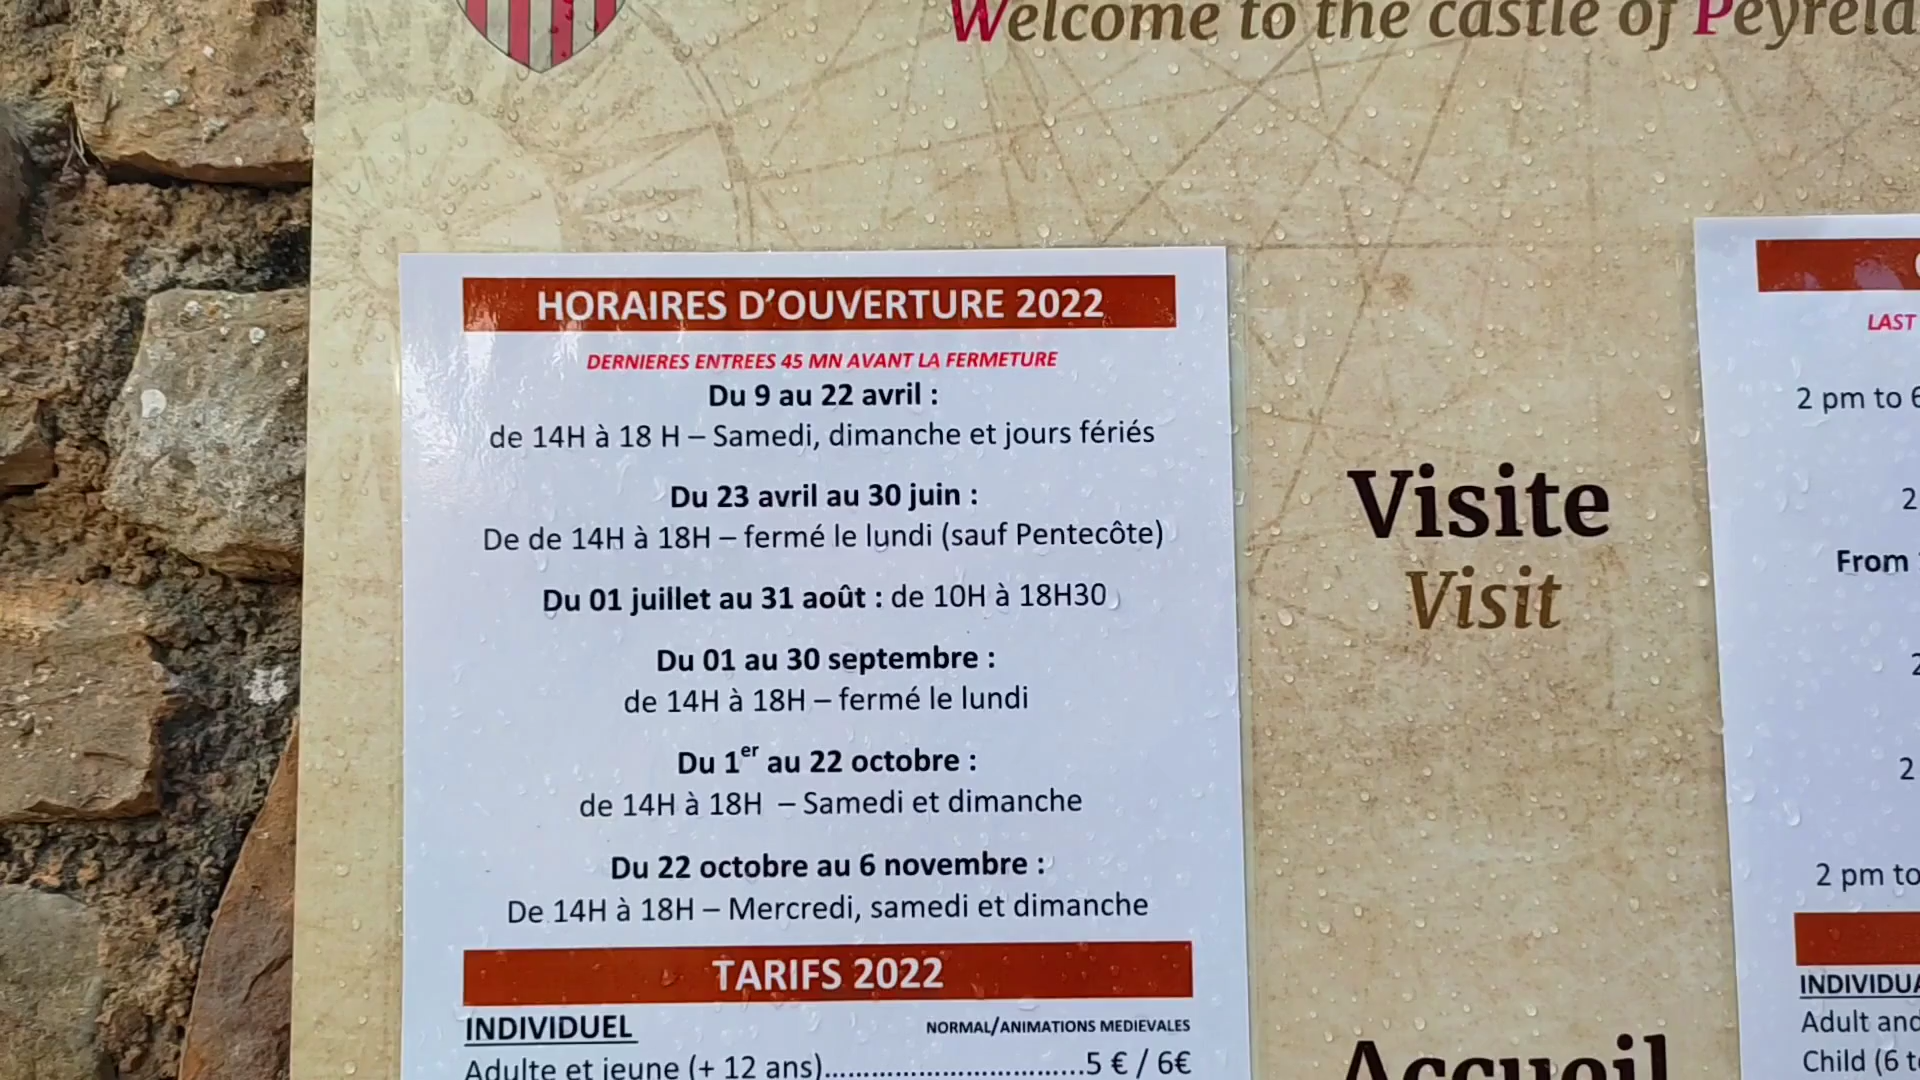 Welcome to the castle of
HORAIRES D'OUVERTURE 2022
DERNIERES ENTREES 45 MN AVANT LA FERMETURE
Du 9 au 22 avril :
de 14H à 18 H – Samedi, dimanche et jours fériés
Du 23 avril au 30 juin :
De de 14H à 18H – fermé le lundi (sauf Pentecôte)
Du 01 juillet au 31 août : de 10H à 18H30
Du 01 au 30 septembre :
de 14H à 18H – fermé le lundi
Du 1er au 22 octobre :
de 14H à 18H – Samedi et dimanche
Du 22 octobre au 6 novembre :
De 14H à 18H – Mercredi, samedi et dimanche
TARIFS 2022
INDIVIDUEL NORMAL/ANIMATIONS MEDIEVALES
Adulte et jeune (+ 12 ans)..................................5 € / 6€
Visite
Visit
Accueil
LAST
2 pm to 6
2
From
2
2
2 pm to
Adult and
Child (6 to